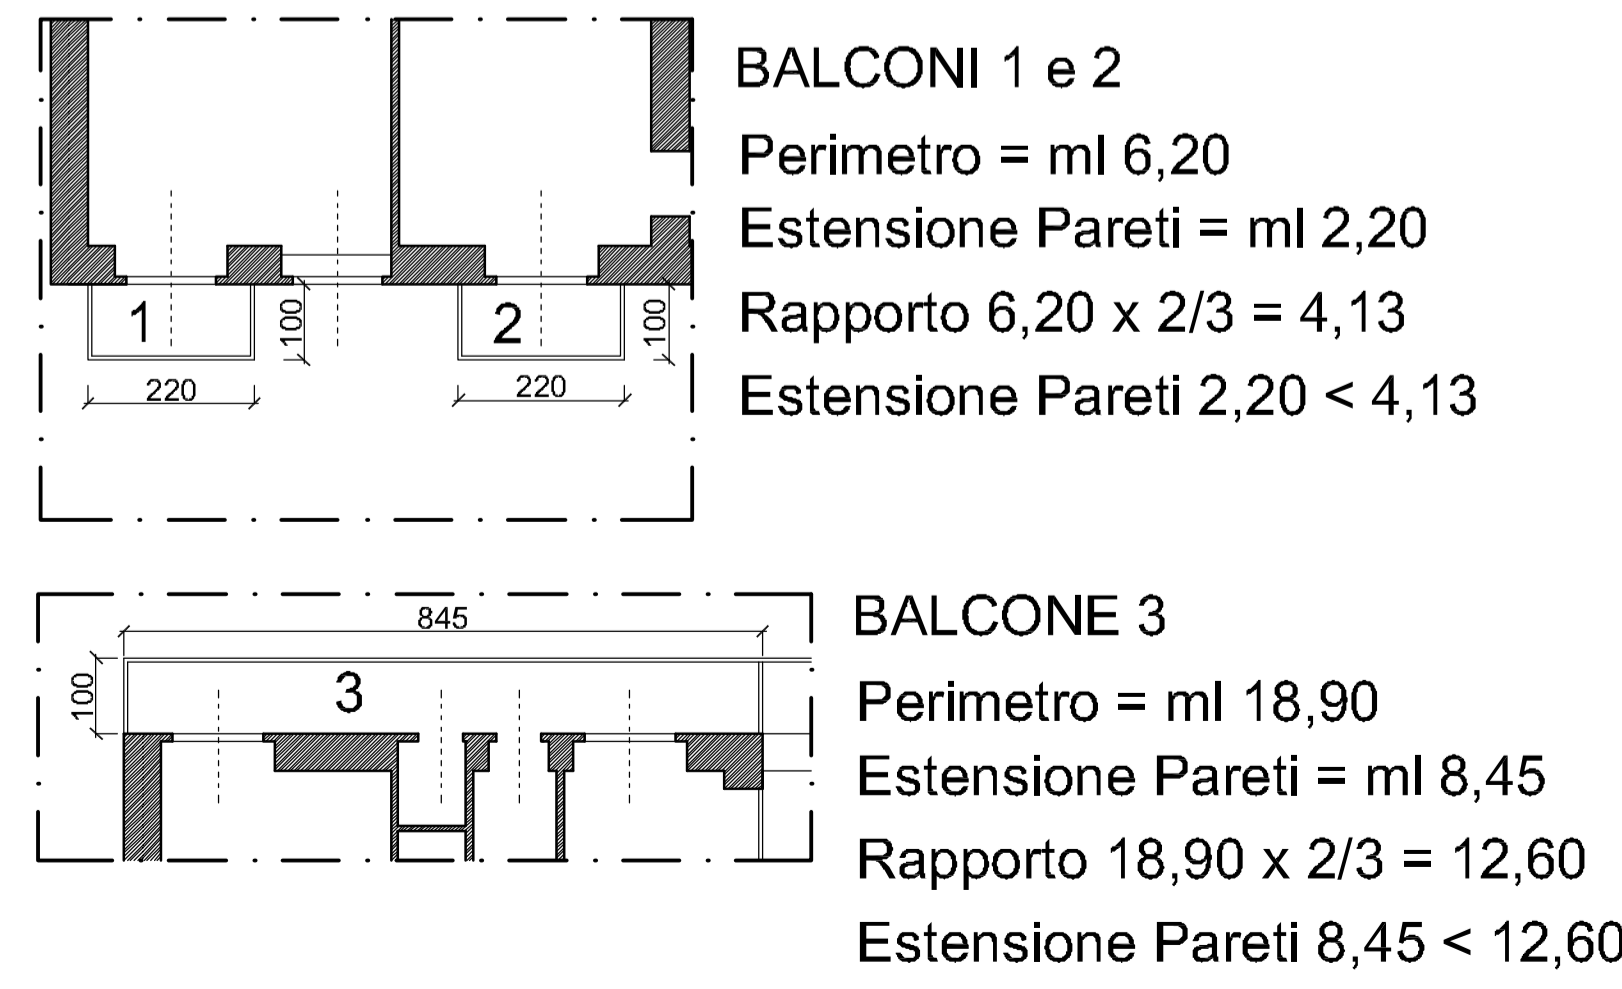 BALCONI 1 e 2
Perimetro = ml 6,20
Estensione Pareti = ml 2,20
Rapporto 6,20 x 2/3 = 4,13
Estensione Pareti 2,20 < 4,13
1
100
220
2
100
220
BALCONE 3
Perimetro = ml 18,90
Estensione Pareti = ml 8,45
Rapporto 18,90 x 2/3 = 12,60
Estensione Pareti 8,45 < 12,60
845
100
3